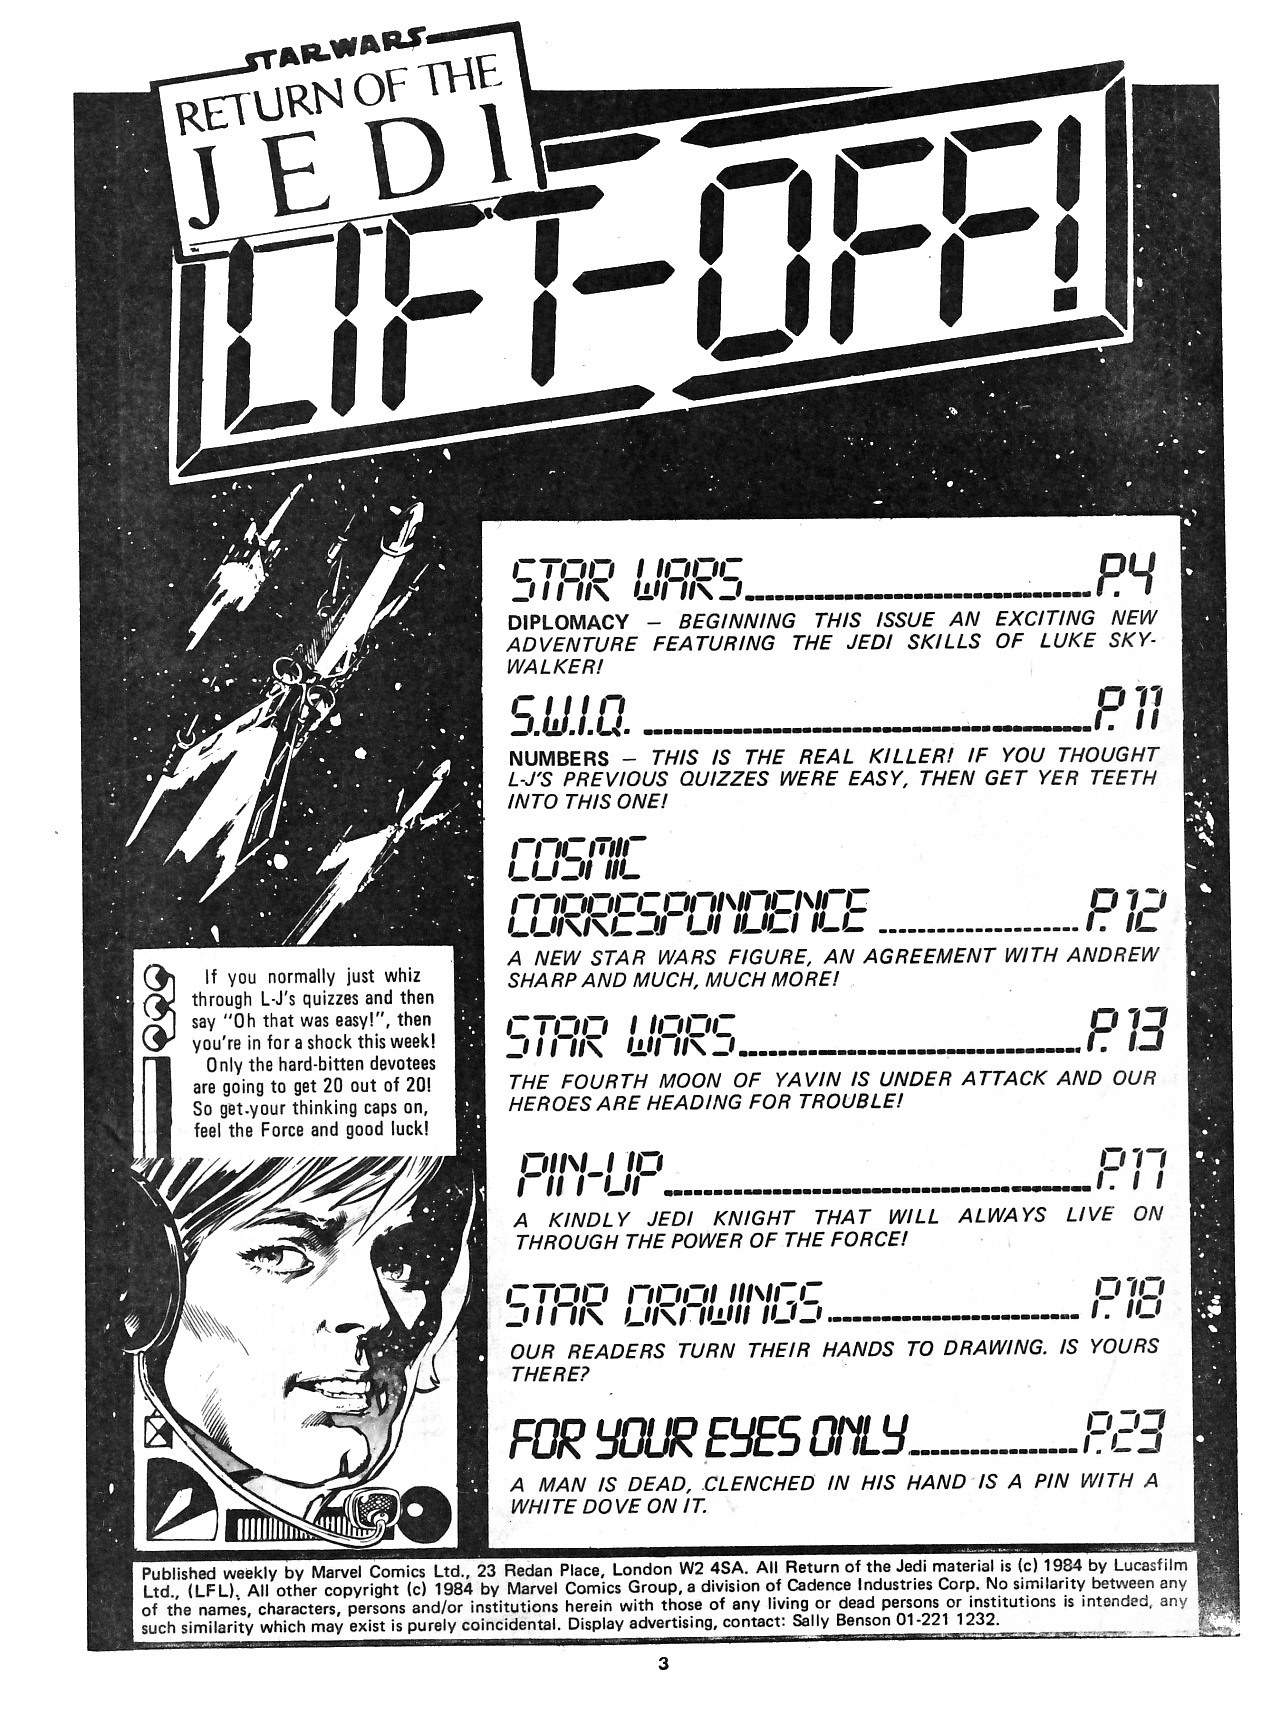 STAR WARS
RETURN OF THE
JEDI
LIFT-OFF!
STAR WARS P.4
DIPLOMACY – BEGINNING THIS ISSUE AN EXCITING NEW
ADVENTURE FEATURING THE JEDI SKILLS OF LUKE SKY-
WALKER!
S.W.I.Q. P.11
NUMBERS – THIS IS THE REAL KILLER! IF YOU THOUGHT
L-J'S PREVIOUS QUIZZES WERE EASY, THEN GET YER TEETH
INTO THIS ONE!
COSMIC
CORRESPONDENCE P.12
A NEW STAR WARS FIGURE, AN AGREEMENT WITH ANDREW
SHARP AND MUCH, MUCH MORE!
STAR WARS P.13
THE FOURTH MOON OF YAVIN IS UNDER ATTACK AND OUR
HEROES ARE HEADING FOR TROUBLE!
PIN-UP P.17
A KINDLY JEDI KNIGHT THAT WILL ALWAYS LIVE ON
THROUGH THE POWER OF THE FORCE!
STAR DRAWINGS P.18
OUR READERS TURN THEIR HANDS TO DRAWING. IS YOURS
THERE?
FOR YOUR EYES ONLY P.23
A MAN IS DEAD, CLENCHED IN HIS HAND IS A PIN WITH A
WHITE DOVE ON IT.
If you normally just whiz
through L-J's quizzes and then
say "Oh that was easy!", then
you're in for a shock this week!
Only the hard-bitten devotees
are going to get 20 out of 20!
So get your thinking caps on,
feel the Force and good luck!
Published weekly by Marvel Comics Ltd., 23 Redan Place, London W2 4SA. All Return of the Jedi material is (c) 1984 by Lucasfilm
Ltd., (LFL). All other copyright (c) 1984 by Marvel Comics Group, a division of Cadence Industries Corp. No similarity between any
of the names, characters, persons and/or institutions herein with those of any living or dead persons or institutions is intended, any
such similarity which may exist is purely coincidental. Display advertising, contact: Sally Benson 01-221 1232.
3